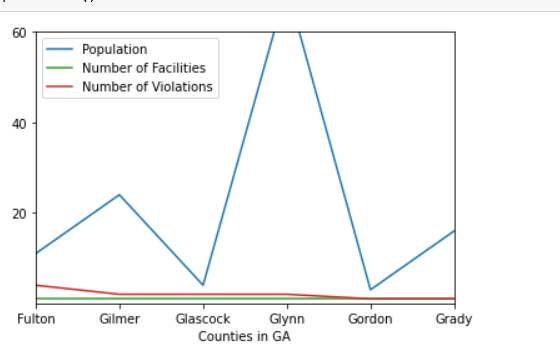 60
40
20
Population
Number of Facilities
Number of Violations
Fulton Gilmer Glascock Glynn Gordon Grady
Counties in GA